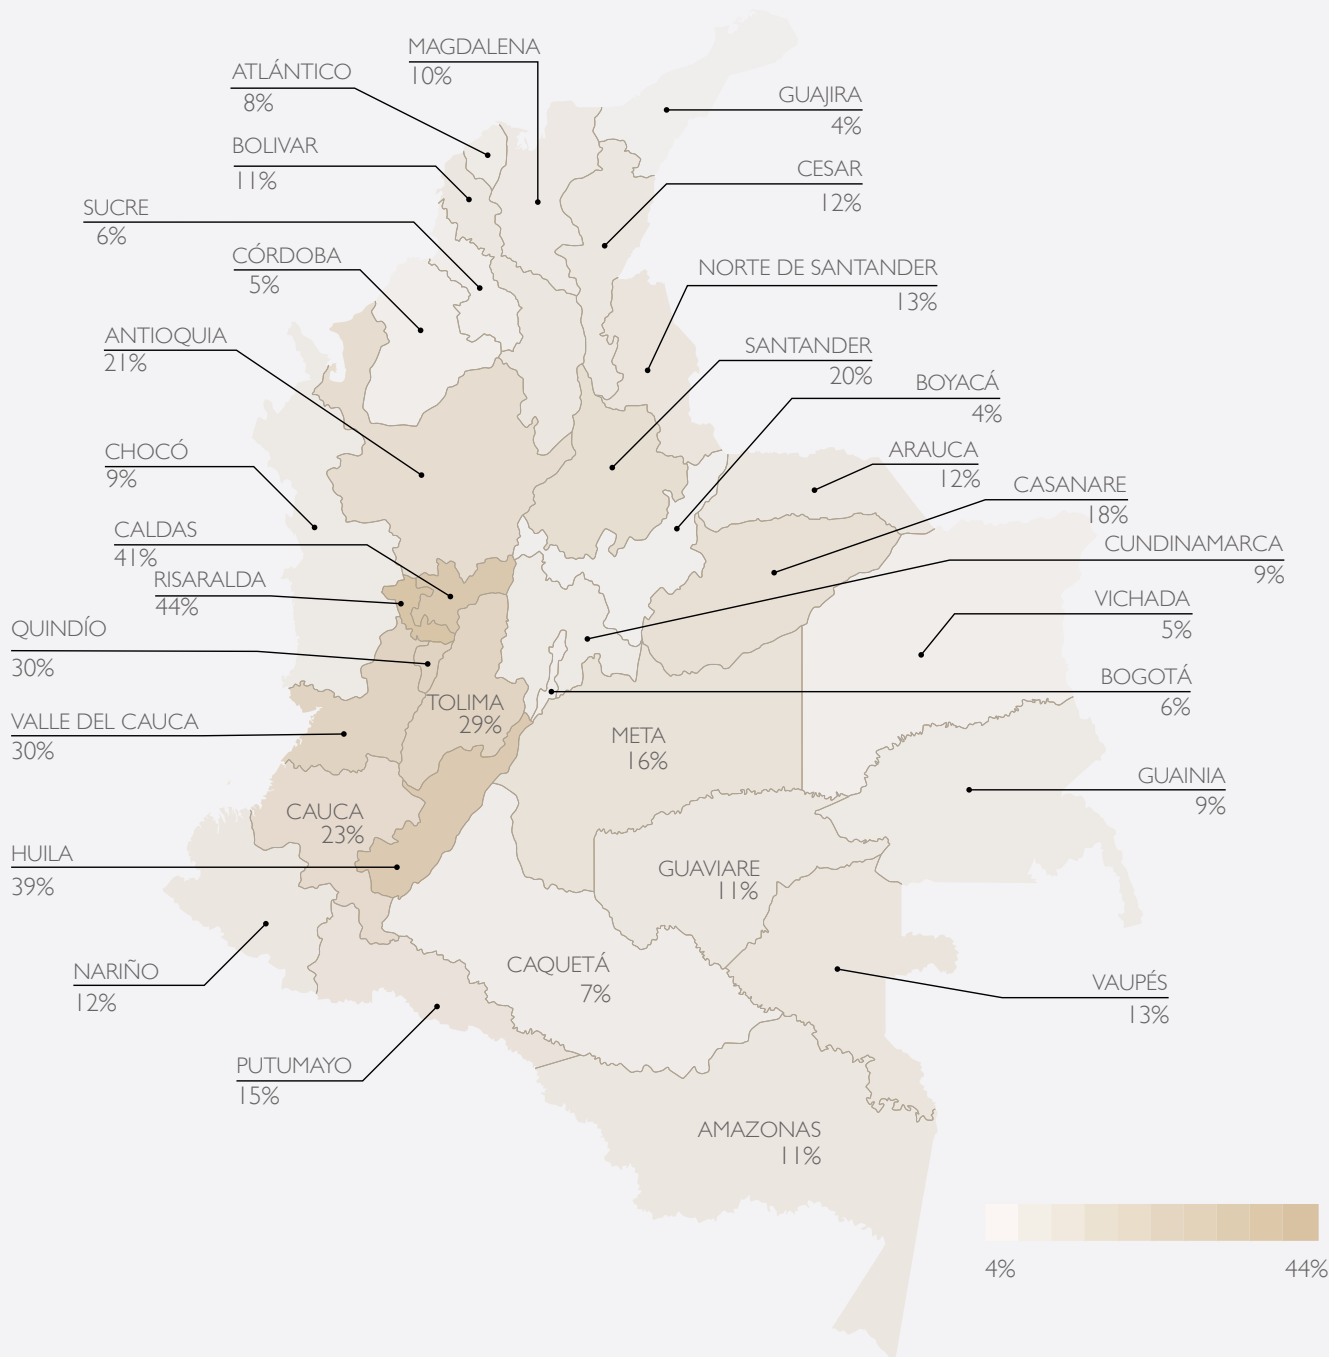 MAGDALENA
10%
ATLÁNTICO
8%
GUAJIRA
4%
BOLIVAR
11%
CESAR
12%
SUCRE
6%
CÓRDOBA
5%
NORTE DE SANTANDER
13%
ANTIOQUIA
21%
SANTANDER
20%
BOYACÁ
4%
CHOCÓ
9%
ARAUCA
12%
CASANARE
18%
CALDAS
41%
CUNDINAMARCA
9%
RISARALDA
44%
VICHADA
5%
QUINDÍO
30%
BOGOTÁ
6%
TOLIMA
29%
VALLE DEL CAUCA
30%
META
16%
GUAINIA
9%
CAUCA
23%
HUILA
39%
GUAVIARE
11%
NARIÑO
12%
CAQUETÁ
7%
VAUPÉS
13%
PUTUMAYO
15%
AMAZONAS
11%
4% 44%